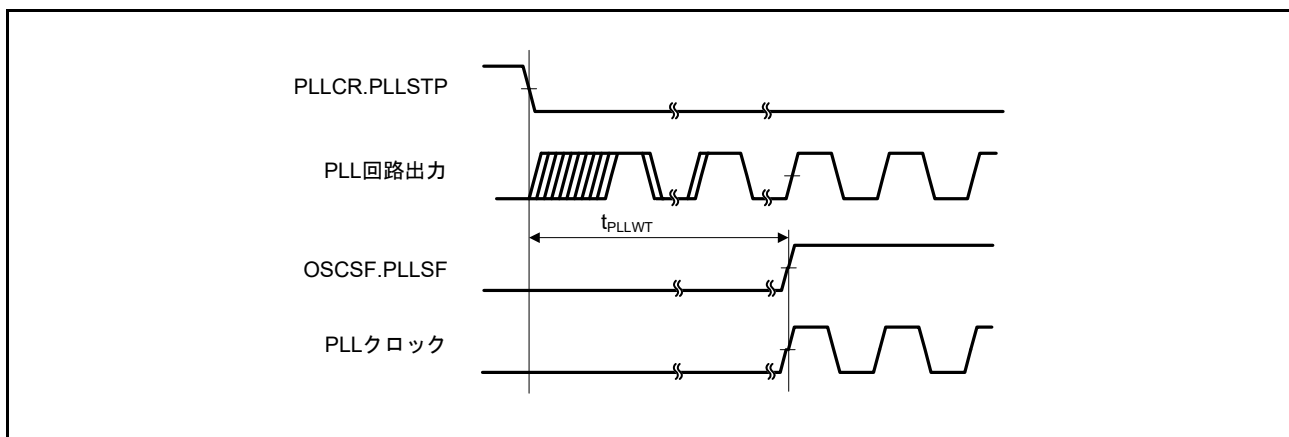 PLLCR.PLLSTP
PLL回路出力
tPLLWT
OSCSF.PLLSF
PLLクロック